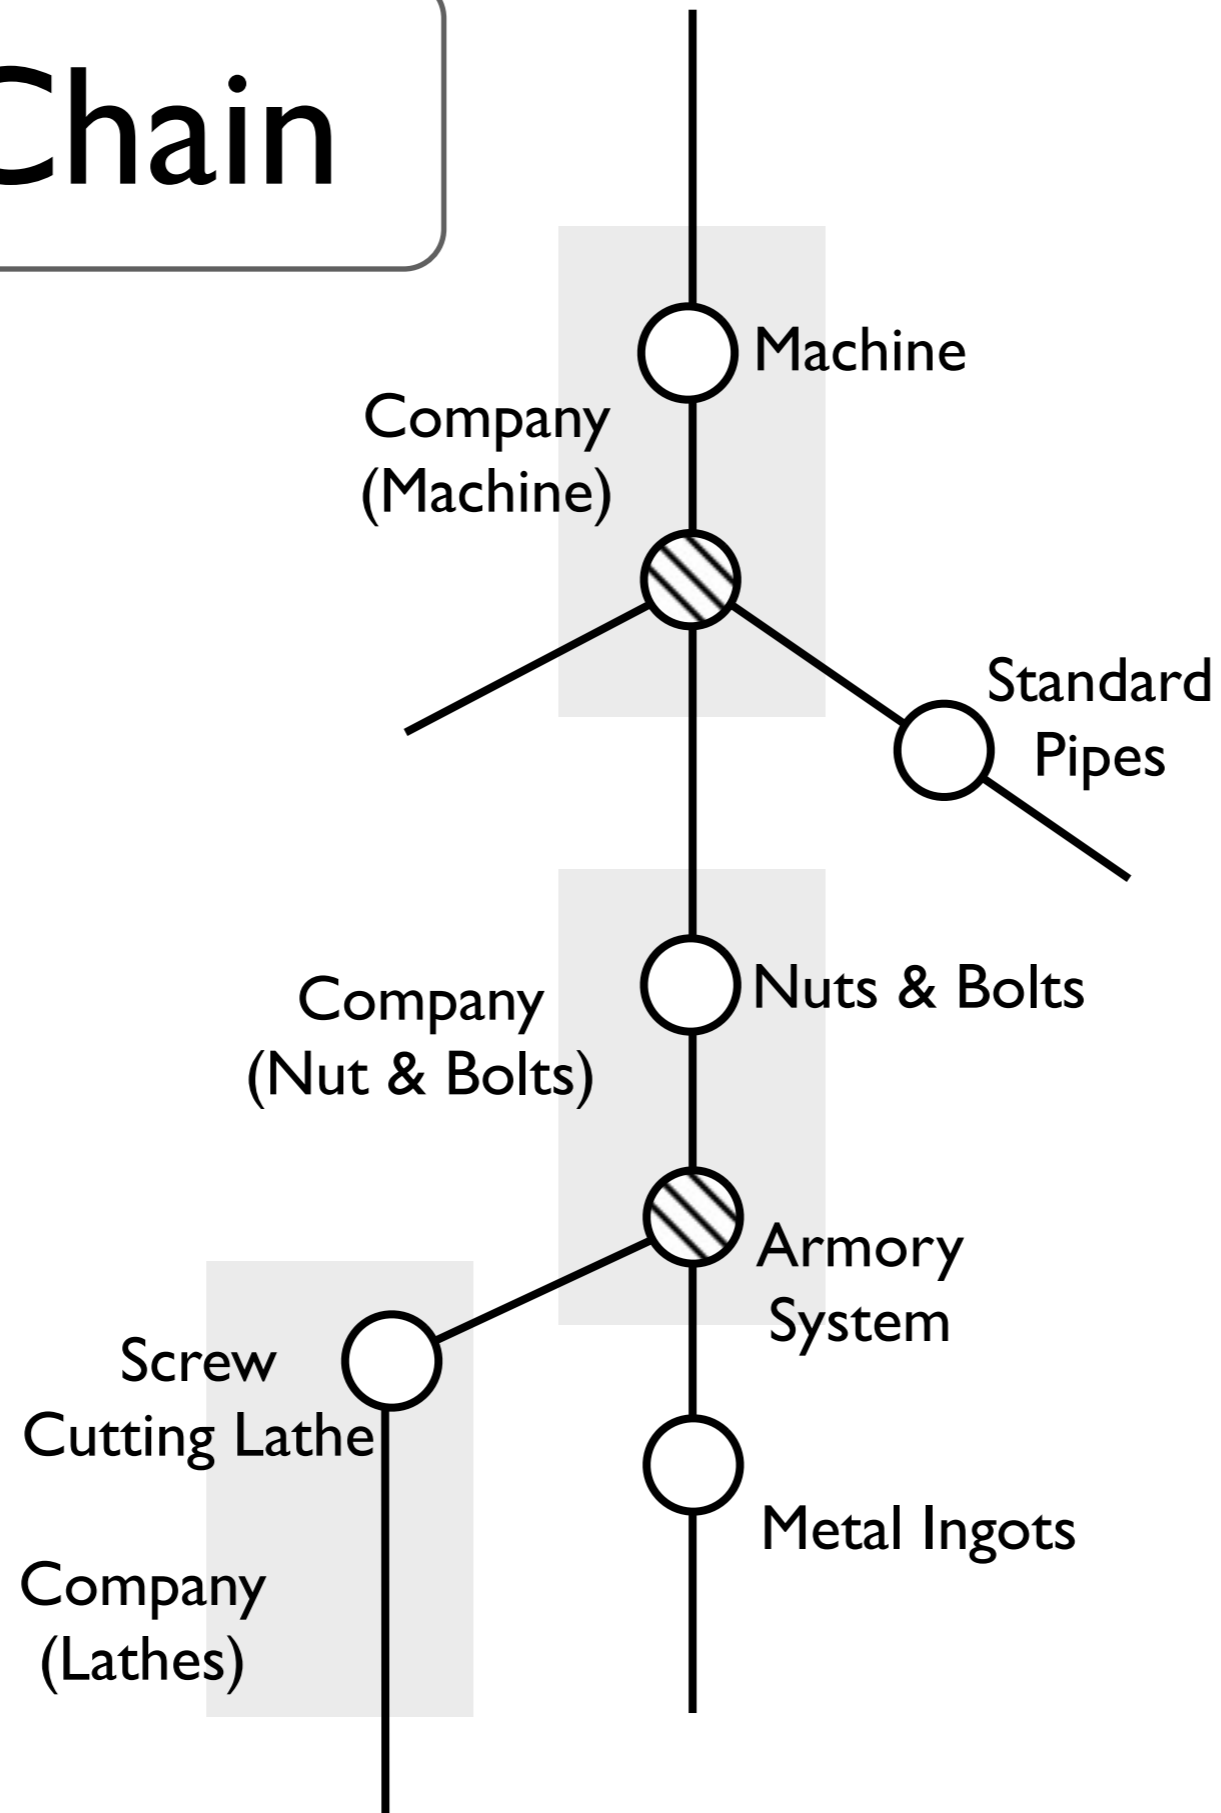 Chain
Machine
Company
(Machine)
Standard
Pipes
Nuts & Bolts
Company
(Nut & Bolts)
Armory
System
Screw
Cutting Lathe
Metal Ingots
Company
(Lathes)